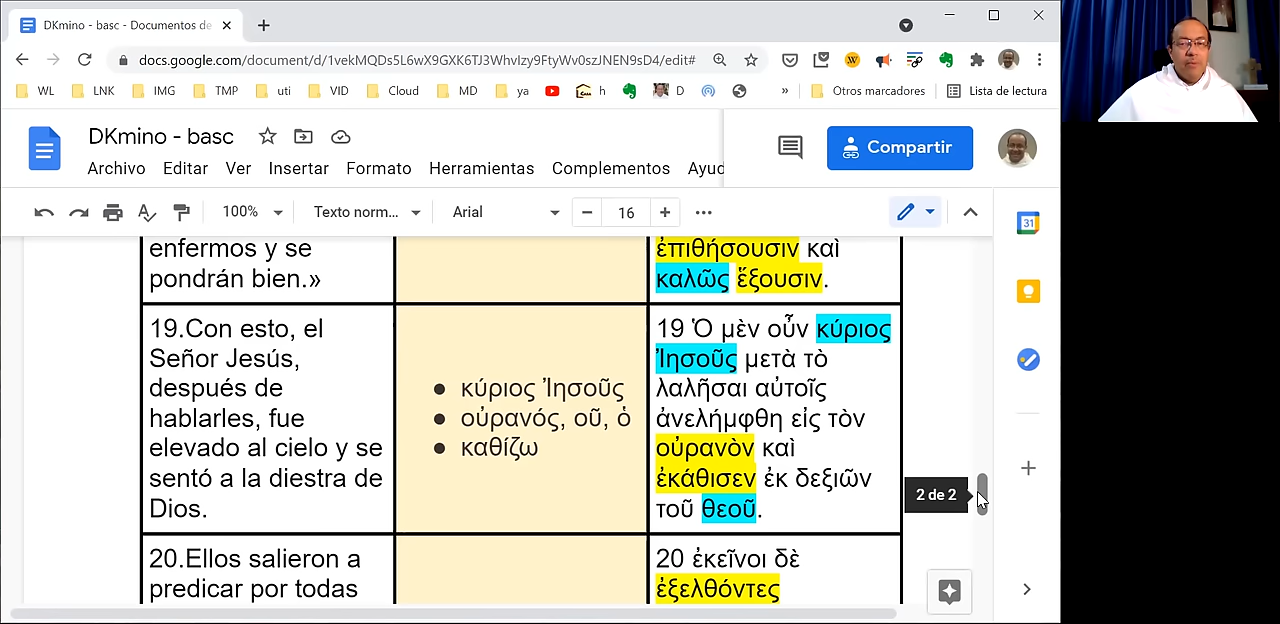 DKmino - basc - Documentos de
docs.google.com/document/d/1vekMQDs5L6wX9GXK6TJ3WhvIzy9FtyWv0szJNEN9sD4/edit#
WL LNK IMG TMP uti VID Cloud MD ya h D » Otros marcadores Lista de lectura
DKmino - basc
Compartir
Archivo Editar Ver Insertar Formato Herramientas Complementos Ayud
100% Texto norm... Arial 16
31
enfermos y se
pondrán bien.»
ἐπιθήσουσιν καὶ
καλῶς ἕξουσιν.
19.Con esto, el
Señor Jesús,
después de
hablarles, fue
elevado al cielo y se
sentó a la diestra de
Dios.
● κύριος Ἰησοῦς
● οὐρανός, οῦ, ὁ
● καθίζω
19 Ὁ μὲν οὖν κύριος
Ἰησοῦς μετὰ τὸ
λαλῆσαι αὐτοῖς
ἀνελήμφθη εἰς τὸν
οὐρανὸν καὶ
ἐκάθισεν ἐκ δεξιῶν
τοῦ θεοῦ.
2 de 2
20.Ellos salieron a
predicar por todas
20 ἐκεῖνοι δὲ
ἐξελθόντες